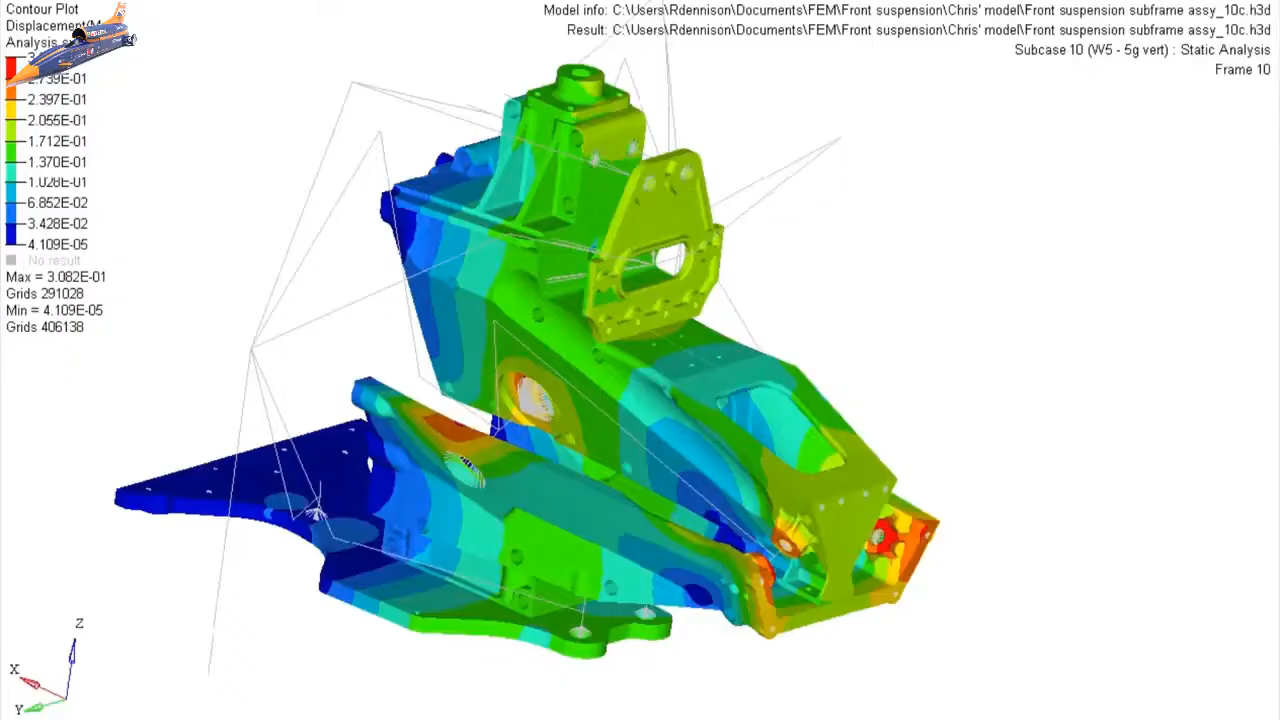 Contour Plot
Displacement(M
Analysis s
2.739E-01
2.397E-01
2.055E-01
1.712E-01
1.370E-01
1.028E-01
6.852E-02
3.428E-02
4.109E-05
No result
Max = 3.082E-01
Grids 291028
Min = 4.109E-05
Grids 406138
Model info: C:\Users\Rdennison\Documents\FEM\Front suspension\Chris' model\Front suspension subframe assy_10c.h3d
Result: C:\Users\Rdennison\Documents\FEM\Front suspension\Chris' model\Front suspension subframe assy_10c.h3d
Subcase 10 (W5 - 5g vert) : Static Analysis
Frame 10
Z
X
Y